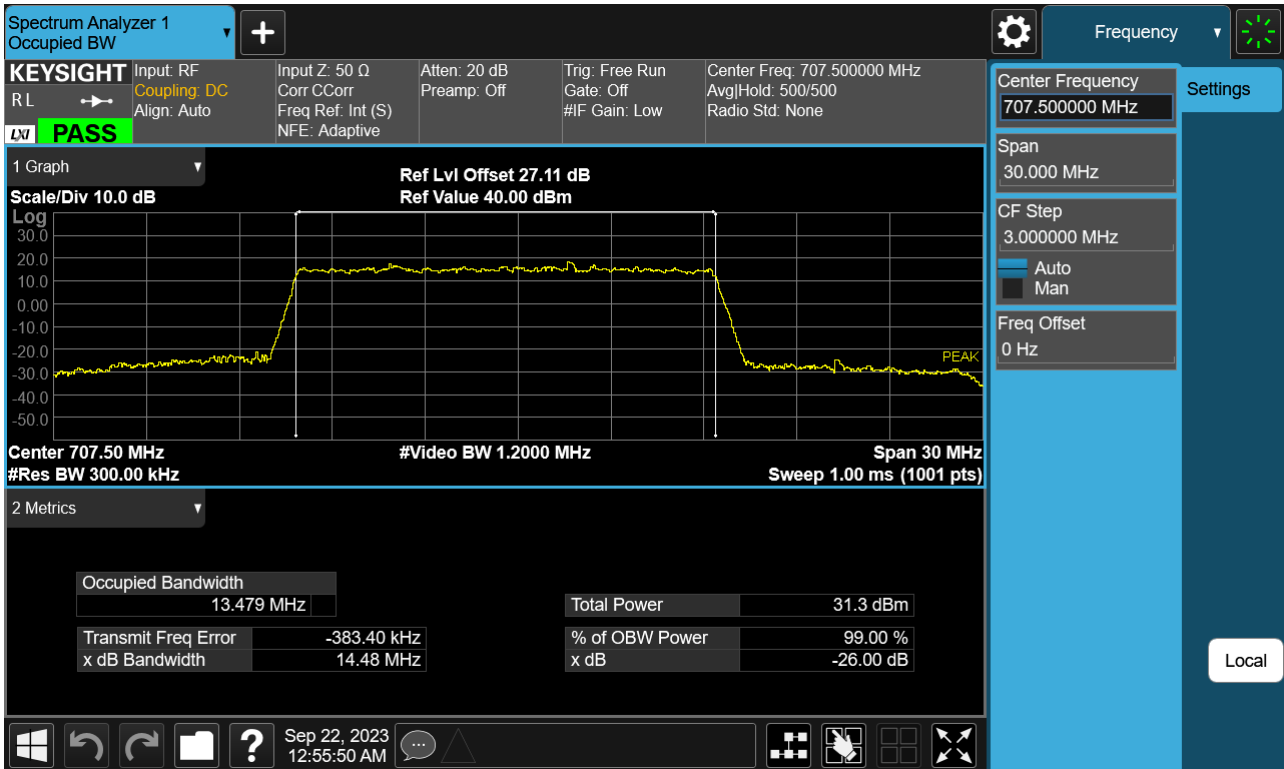 Spectrum Analyzer 1
Occupied BW
+
Frequency
KEYSIGHT
R L
LXI
PASS
Input: RF
Coupling: DC
Align: Auto
Input Z: 50 Ω
Corr CCorr
Freq Ref: Int (S)
NFE: Adaptive
Atten: 20 dB
Preamp: Off
Trig: Free Run
Gate: Off
#IF Gain: Low
Center Freq: 707.500000 MHz
Avg|Hold: 500/500
Radio Std: None
Center Frequency
707.500000 MHz
Settings
Span
30.000 MHz
CF Step
3.000000 MHz
Auto
Man
Freq Offset
0 Hz
1 Graph
Ref Lvl Offset 27.11 dB
Scale/Div 10.0 dB
Ref Value 40.00 dBm
Log
30.0
20.0
10.0
0.00
-10.0
-20.0
-30.0
-40.0
-50.0
PEAK
Center 707.50 MHz
#Video BW 1.2000 MHz
Span 30 MHz
#Res BW 300.00 kHz
Sweep 1.00 ms (1001 pts)
2 Metrics
Occupied Bandwidth
13.479 MHz
Total Power 31.3 dBm
Transmit Freq Error -383.40 kHz
% of OBW Power 99.00 %
x dB Bandwidth 14.48 MHz
x dB -26.00 dB
Local
?
Sep 22, 2023
12:55:50 AM